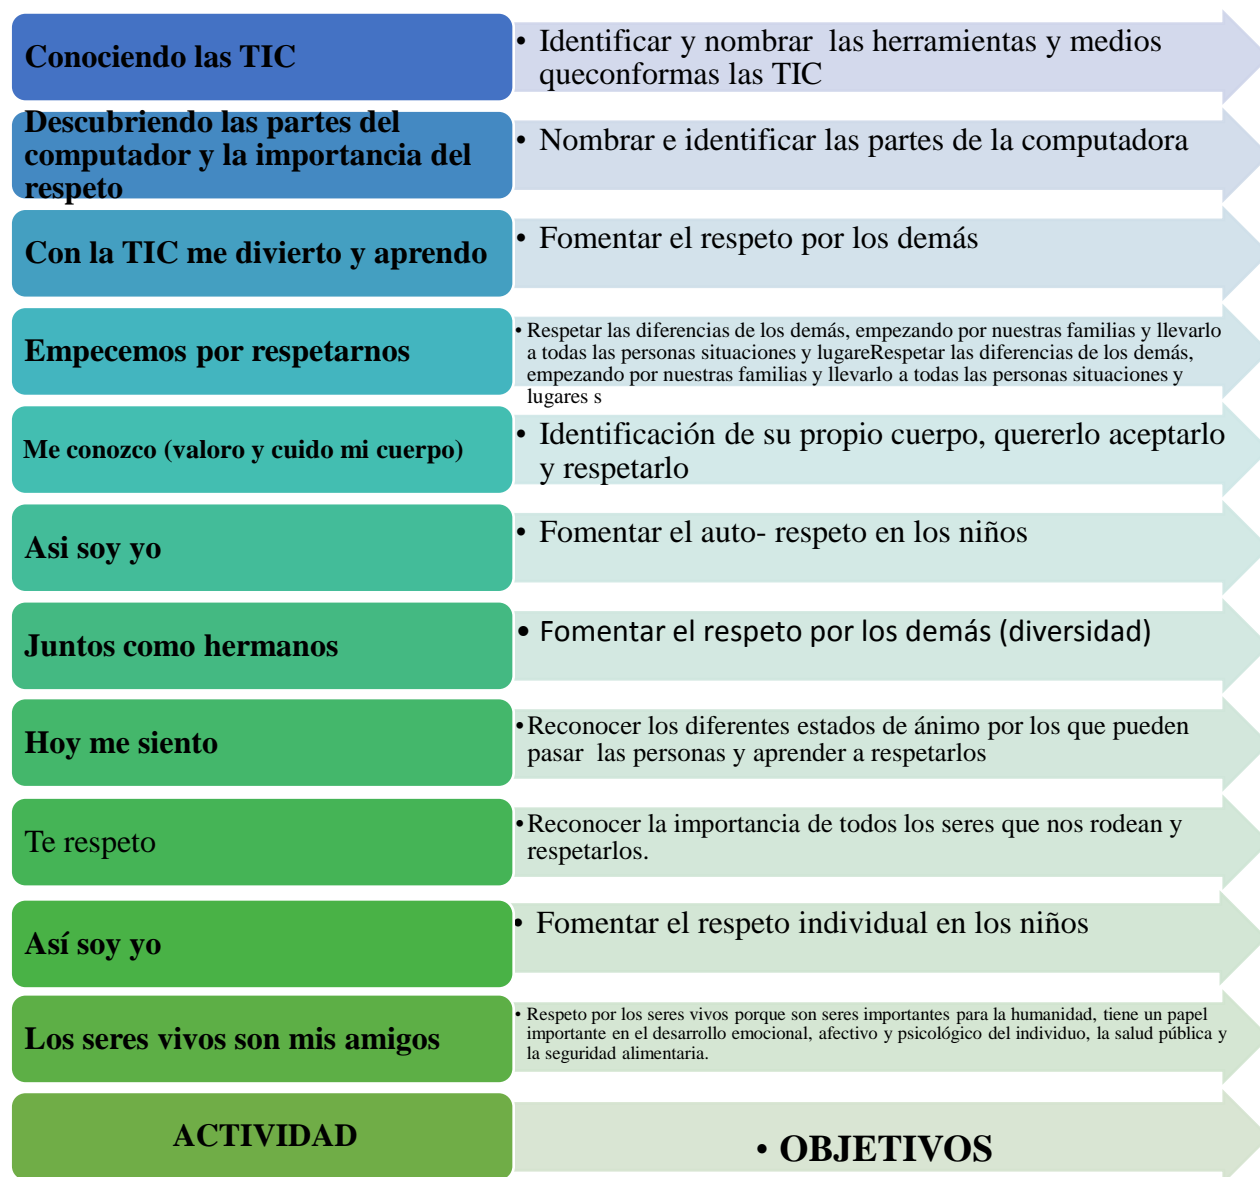 Conociendo las TIC
• Identificar y nombrar las herramientas y medios
queconformas las TIC
Descubriendo las partes del
computador y la importancia del
respeto
• Nombrar e identificar las partes de la computadora
Con la TIC me divierto y aprendo
• Fomentar el respeto por los demás
Empecemos por respetarnos
• Respetar las diferencias de los demás, empezando por nuestras familias y llevarlo
a todas las personas situaciones y lugareRespetar las diferencias de los demás,
empezando por nuestras familias y llevarlo a todas las personas situaciones y
lugares s
Me conozco (valoro y cuido mi cuerpo)
• Identificación de su propio cuerpo, quererlo aceptarlo
y respetarlo
Asi soy yo
• Fomentar el auto- respeto en los niños
Juntos como hermanos
• Fomentar el respeto por los demás (diversidad)
Hoy me siento
• Reconocer los diferentes estados de ánimo por los que pueden
pasar las personas y aprender a respetarlos
Te respeto
• Reconocer la importancia de todos los seres que nos rodean y
respetarlos.
Así soy yo
• Fomentar el respeto individual en los niños
Los seres vivos son mis amigos
• Respeto por los seres vivos porque son seres importantes para la humanidad, tiene un papel
importante en el desarrollo emocional, afectivo y psicológico del individuo, la salud pública y
la seguridad alimentaria.
ACTIVIDAD
• OBJETIVOS